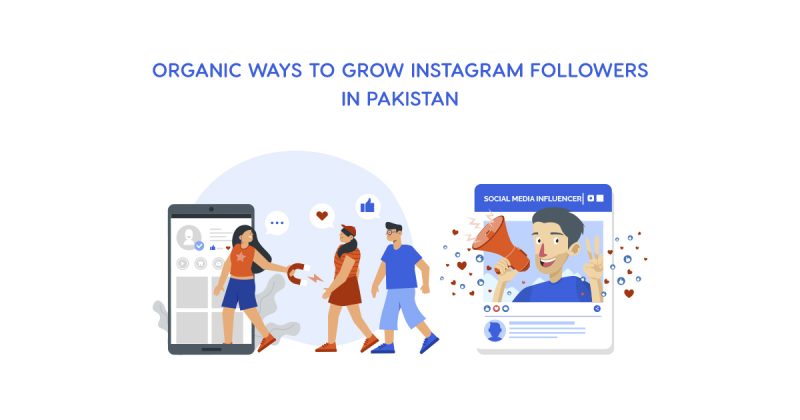 ORGANIC WAYS TO GROW INSTAGRAM FOLLOWERS
IN PAKISTAN
SOCIAL MEDIA INFLUENCER